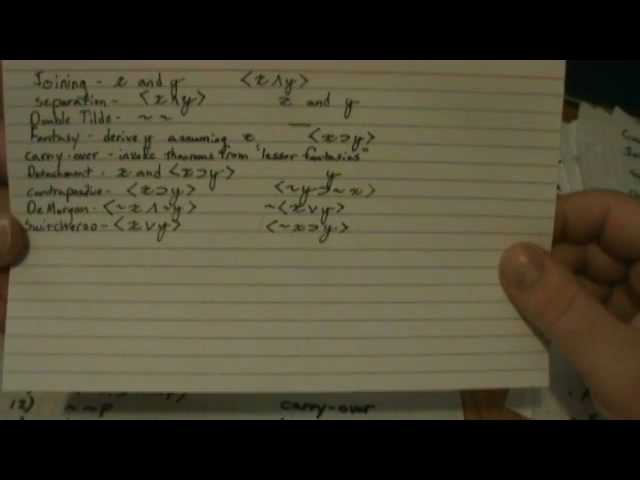 Joining - x and y <x∧y>
separation - <x∧y> x and y
Double Tilde - ~~ —
Fantasy - derive y assuming x <x⊃y>
carry-over - invoke theorems from "lesser fantasies"
Detachment - x and <x⊃y> y
contrapositive - <x⊃y> <~y⊃~x>
De Morgan - <~x∧~y> ~<x∨y>
Switcheroo - <x∨y> <~x⊃y>
12) ~~p carry-over